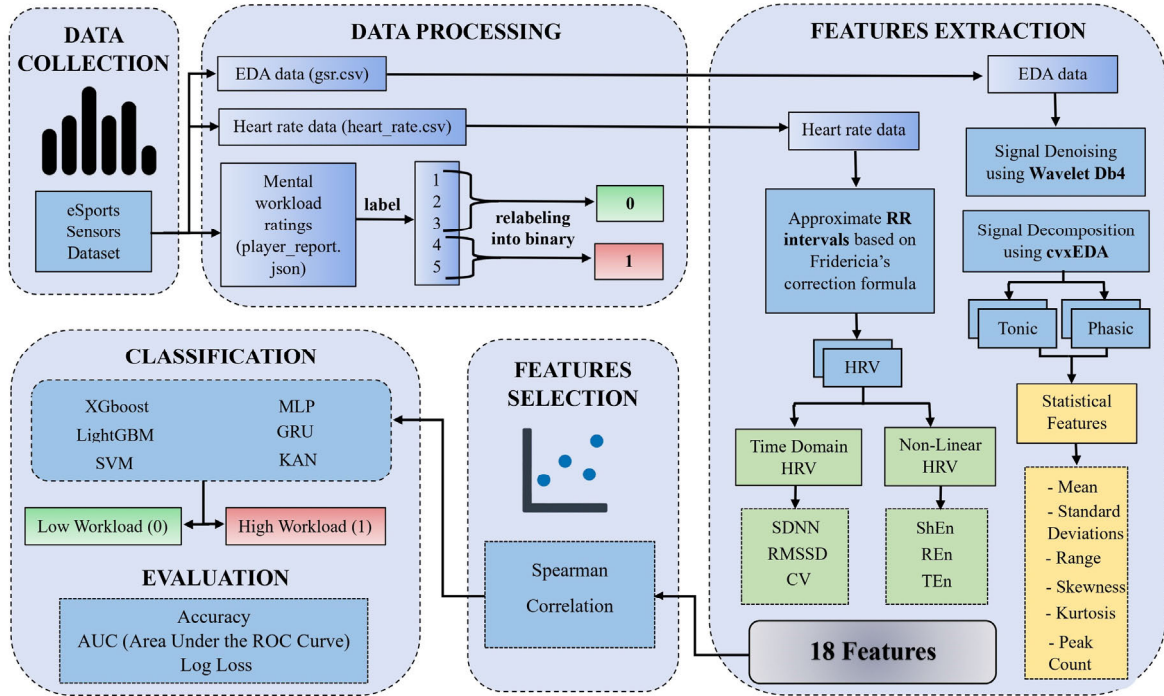 DATA
COLLECTION
eSports
Sensors
Dataset
DATA PROCESSING
EDA data (gsr.csv)
Heart rate data (heart_rate.csv)
Mental
workload
ratings
(player_report.
json)
label
1
2
3
4
5
relabeling
into binary
0
1
FEATURES EXTRACTION
EDA data
Heart rate data
Signal Denoising
using Wavelet Db4
Approximate RR
intervals based on
Fridericia's
correction formula
Signal Decomposition
using cvxEDA
Tonic
Phasic
HRV
Statistical
Features
Time Domain
HRV
Non-Linear
HRV
SDNN
RMSSD
CV
ShEn
REn
TEn
- Mean
- Standard
Deviations
- Range
- Skewness
- Kurtosis
- Peak
Count
18 Features
FEATURES
SELECTION
Spearman
Correlation
CLASSIFICATION
XGboost
MLP
LightGBM
GRU
SVM
KAN
Low Workload (0)
High Workload (1)
EVALUATION
Accuracy
AUC (Area Under the ROC Curve)
Log Loss